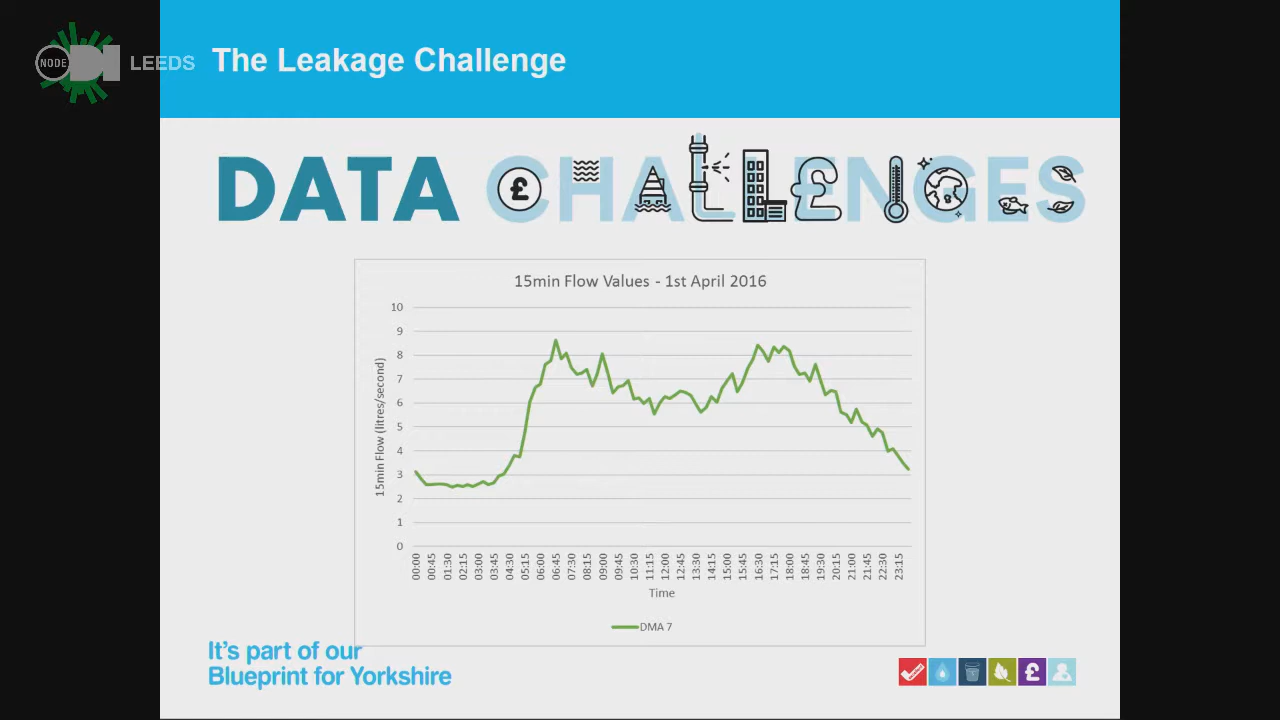 NODE
LEEDS
The Leakage Challenge
DATA CHALLENGES
15min Flow Values - 1st April 2016
15min Flow (litres/second)
10
9
8
7
6
5
4
3
2
1
0
00:00 00:45 01:30 02:15 03:00 03:45 04:30 05:15 06:00 06:45 07:30 08:15 09:00 09:45 10:30 11:15 12:00 12:45 13:30 14:15 15:00 15:45 16:30 17:15 18:00 18:45 19:30 20:15 21:00 21:45 22:30 23:15
Time
DMA 7
It's part of our
Blueprint for Yorkshire